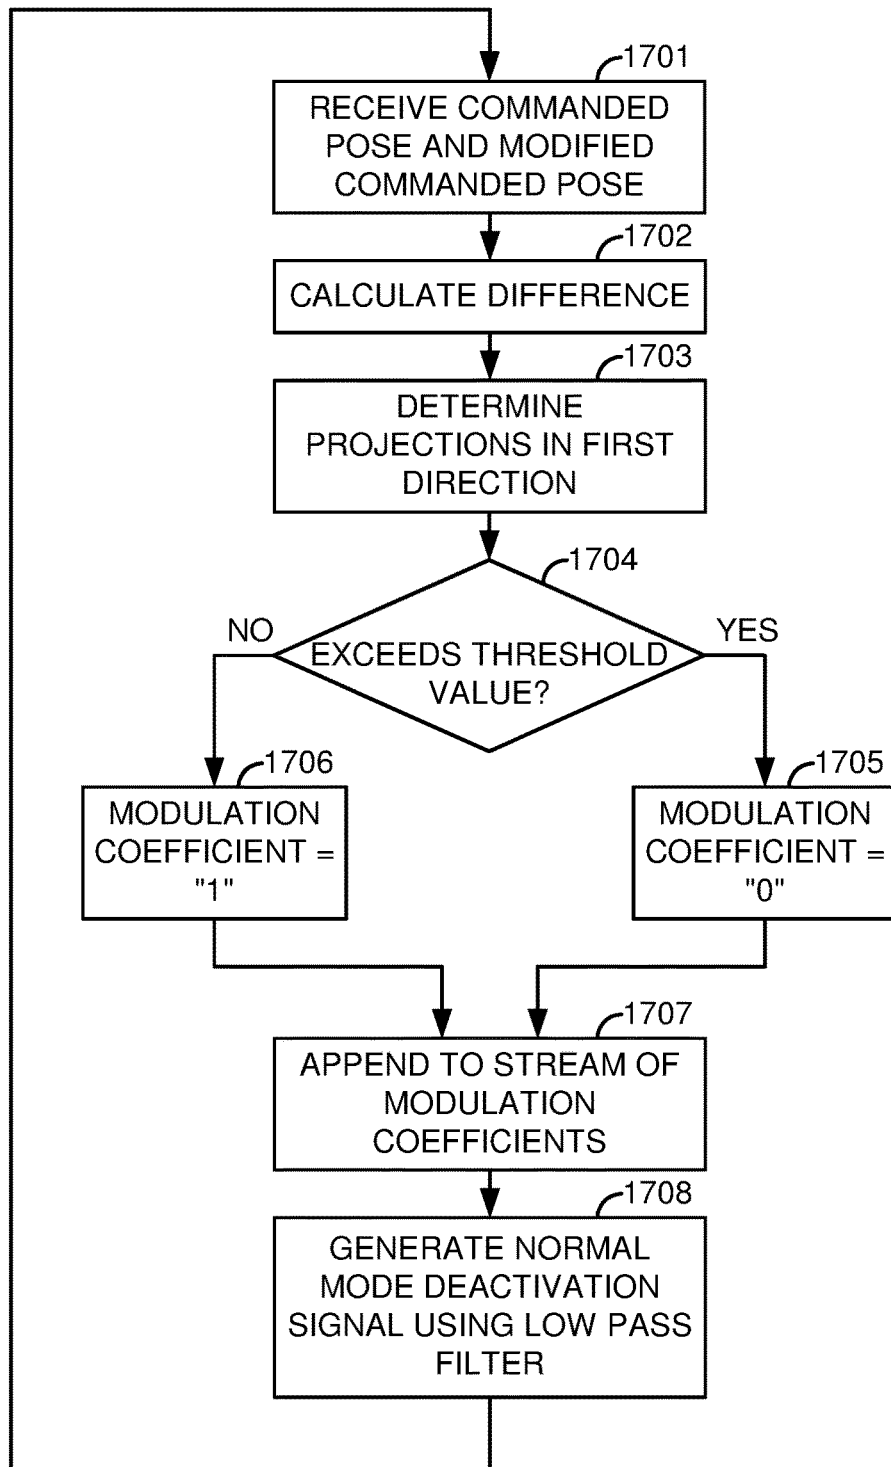 1701
RECEIVE COMMANDED
POSE AND MODIFIED
COMMANDED POSE
1702
CALCULATE DIFFERENCE
1703
DETERMINE
PROJECTIONS IN FIRST
DIRECTION
1704
NO
YES
EXCEEDS THRESHOLD
VALUE?
1706
MODULATION
COEFFICIENT =
"1"
1705
MODULATION
COEFFICIENT =
"0"
1707
APPEND TO STREAM OF
MODULATION
COEFFICIENTS
1708
GENERATE NORMAL
MODE DEACTIVATION
SIGNAL USING LOW PASS
FILTER